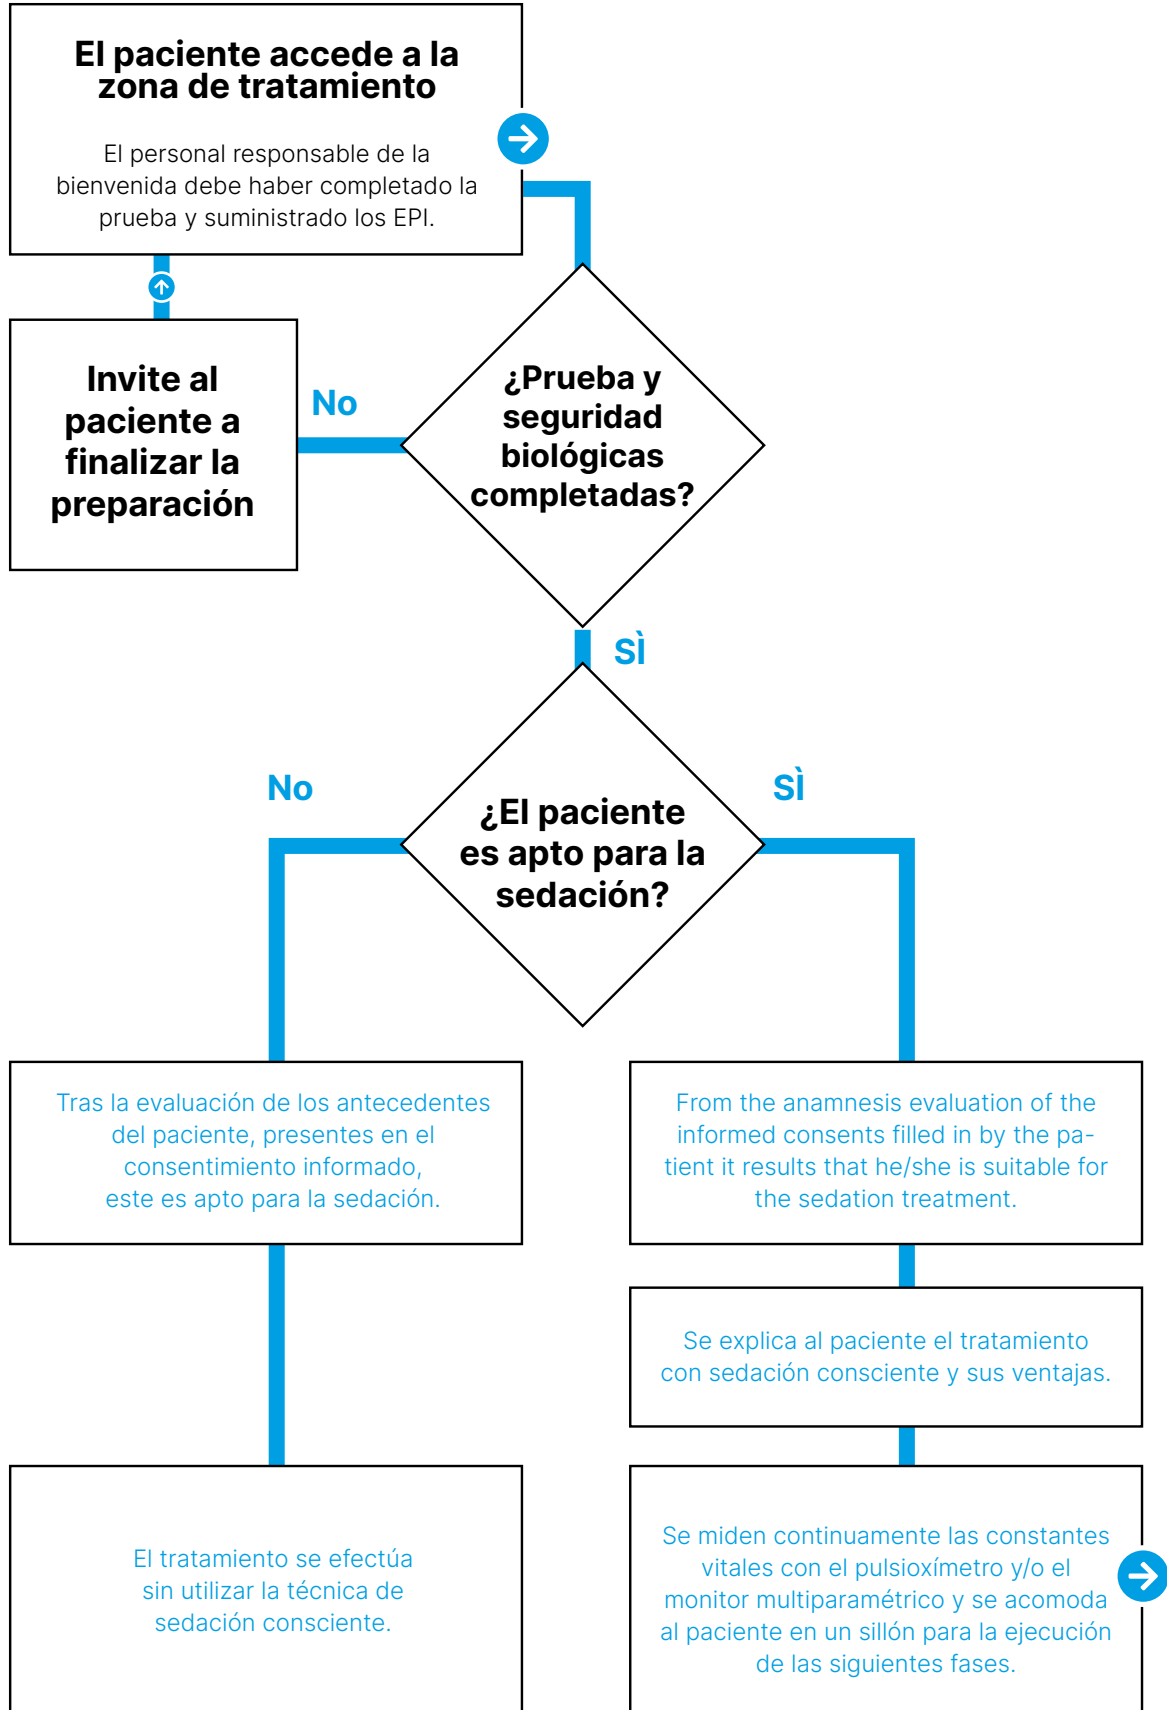 El paciente accede a la
zona de tratamiento
El personal responsable de la
bienvenida debe haber completado la
prueba y suministrado los EPI.
Invite al
paciente a
finalizar la
preparación
No
¿Prueba y
seguridad
biológicas
completadas?
SÌ
No
¿El paciente
es apto para la
sedación?
SÌ
Tras la evaluación de los antecedentes
del paciente, presentes en el
consentimiento informado,
este es apto para la sedación.
From the anamnesis evaluation of the
informed consents filled in by the pa-
tient it results that he/she is suitable for
the sedation treatment.
Se explica al paciente el tratamiento
con sedación consciente y sus ventajas.
El tratamiento se efectúa
sin utilizar la técnica de
sedación consciente.
Se miden continuamente las constantes
vitales con el pulsioxímetro y/o el
monitor multiparamétrico y se acomoda
al paciente en un sillón para la ejecución
de las siguientes fases.